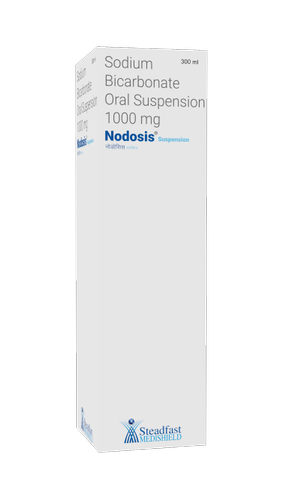 Sodium
Bicarbonate
Oral Suspension
1000 mg
300 ml
Nodosis® Suspension
नोडोसिस
Steadfast
MEDISHIELD
Sodium
Bicarbonate
Oral Suspension
1000 mg
Nodosis